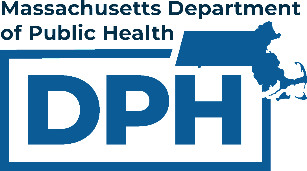 Massachusetts Department
of Public Health
DPH